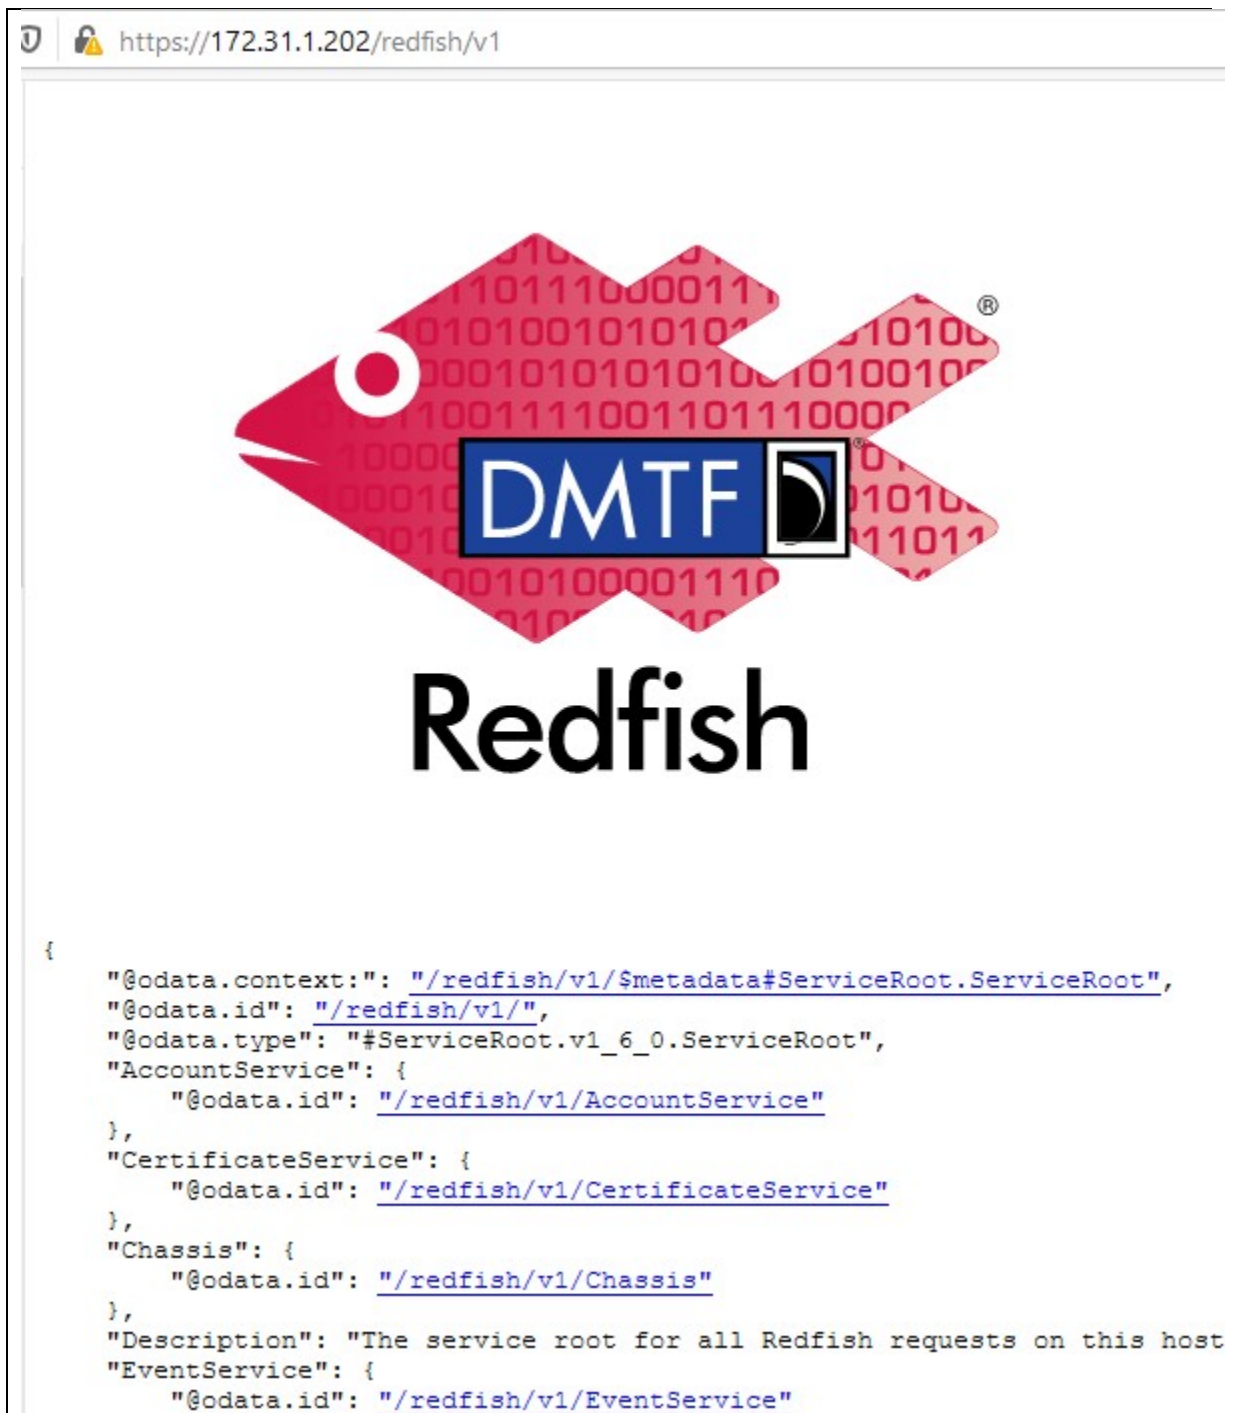 https://172.31.1.202/redfish/v1
®
DMTF
®
Redfish
{
"@odata.context:": "/redfish/v1/$metadata#ServiceRoot.ServiceRoot",
"@odata.id": "/redfish/v1/",
"@odata.type": "#ServiceRoot.v1_6_0.ServiceRoot",
"AccountService": {
"@odata.id": "/redfish/v1/AccountService"
},
"CertificateService": {
"@odata.id": "/redfish/v1/CertificateService"
},
"Chassis": {
"@odata.id": "/redfish/v1/Chassis"
},
"Description": "The service root for all Redfish requests on this host
"EventService": {
"@odata.id": "/redfish/v1/EventService"